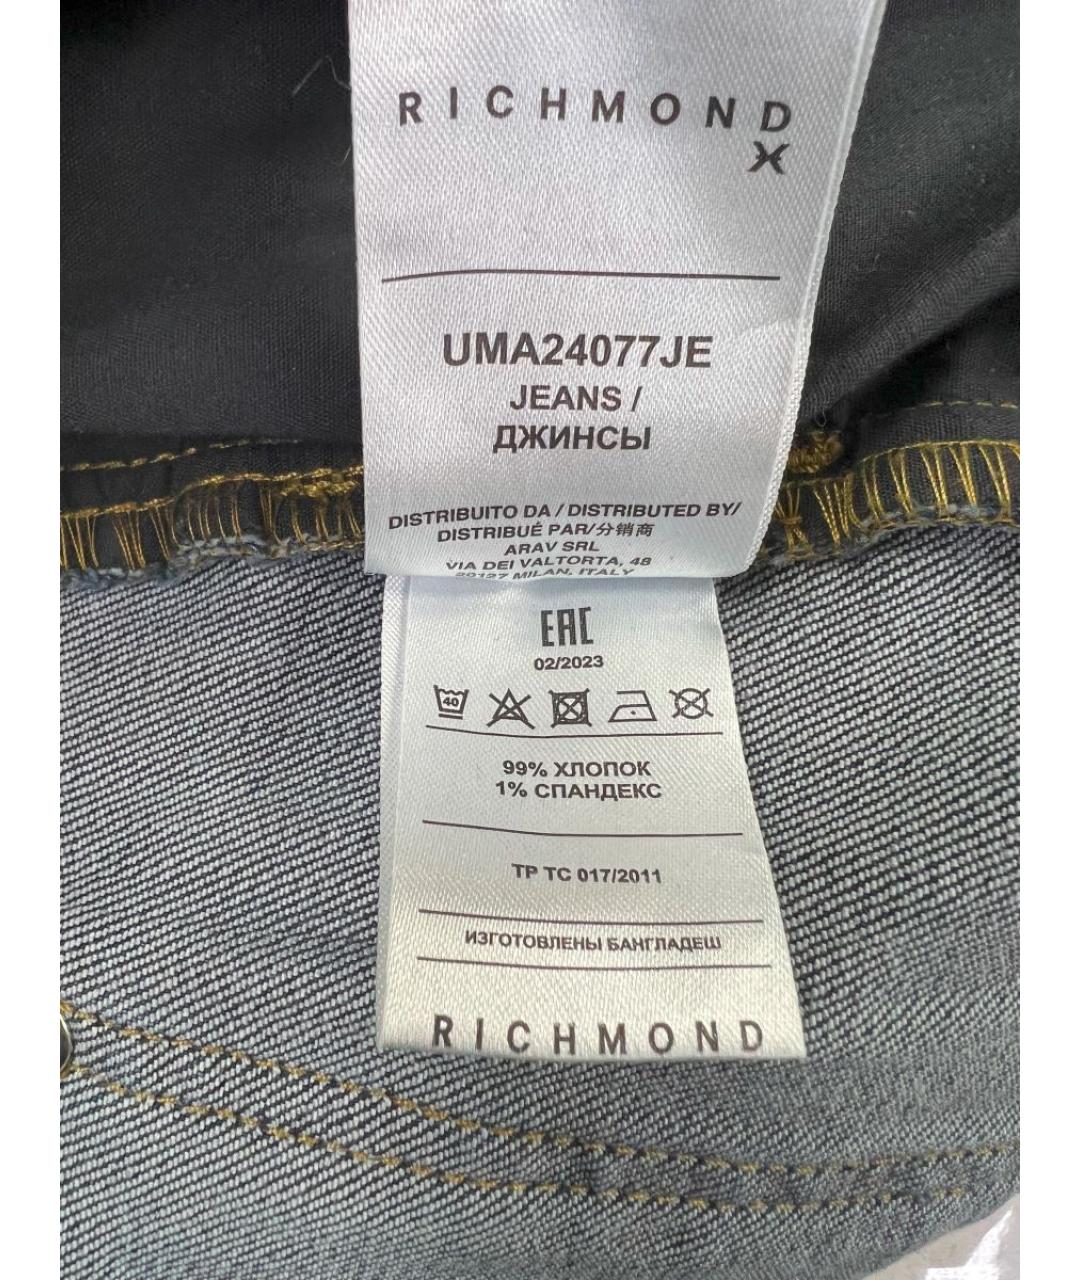 RICHMOND
X
UMA24077JE
JEANS /
ДЖИНСЫ
DISTRIBUITO DA / DISTRIBUTED BY/
DISTRIBUÉ PAR/分销商
ARAV SRL
VIA DEI VALTORTA, 48
20127 MILAN, ITALY
EAC
02/2023
40
99% ХЛОПОК
1% СПАНДЕКС
ТР ТС 017/2011
ИЗГОТОВЛЕНЫ БАНГЛАДЕШ
RICHMOND